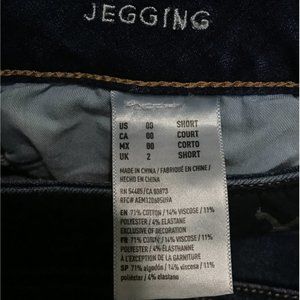 JEGGING
US 00 SHORT
CA 00 COURT
MX 00 CORTO
UK 2 SHORT
MADE IN CHINA / FABRIQUÉ EN CHINE /
HECHO EN CHINA
RN 54485/CA 00873
RFC# AEM120605U9A
EN 71% COTTON / 14% VISCOSE / 11%
POLYESTER / 4% ELASTANE
EXCLUSIVE OF DECORATION
FR 71% COTON / 14% VISCOSE / 11%
POLYESTER / 4% ÉLASTHANNE
À L'EXCEPTION DE LA GARNITURE
SP 71% algodón / 14% viscosa / 11%
poliéster / 4% elastano